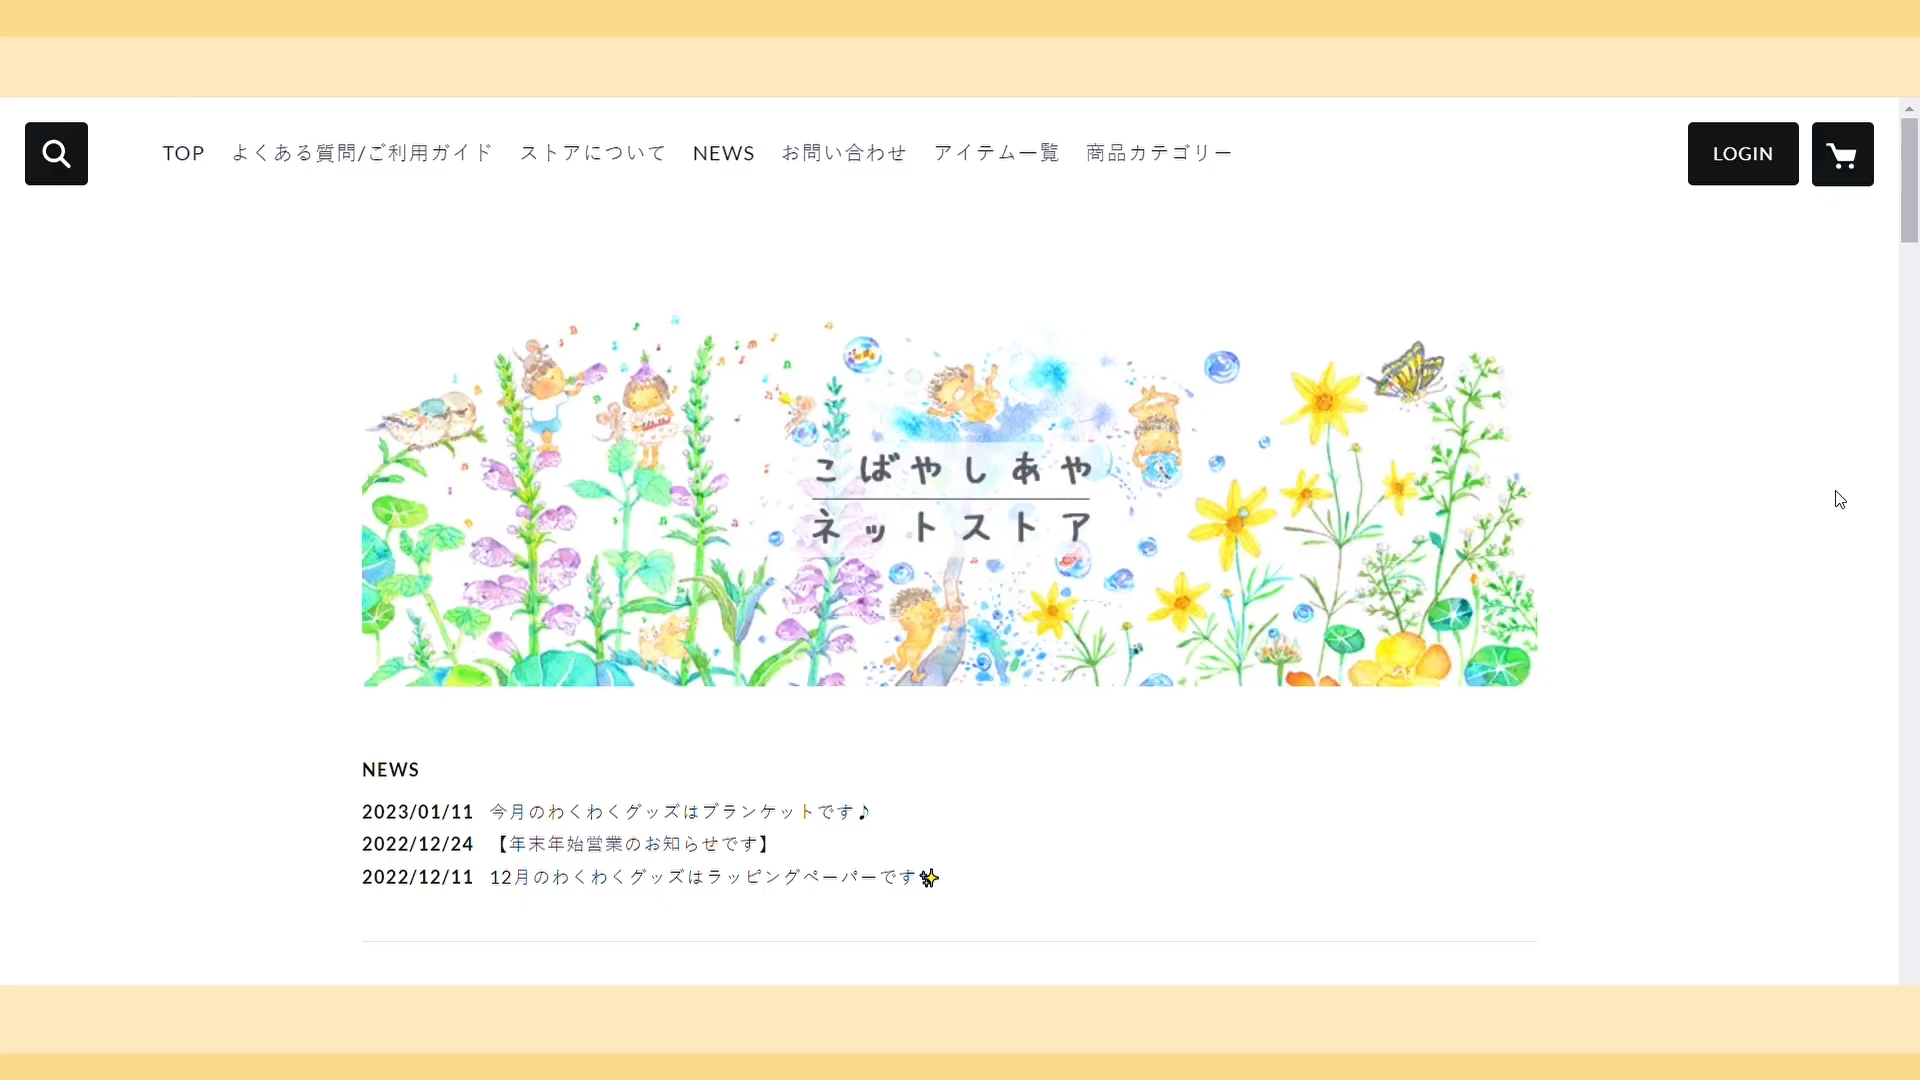 TOP よくある質問/ご利用ガイド ストアについて NEWS お問い合わせ アイテム一覧 商品カテゴリー LOGIN
こばやしあや
ネットストア
NEWS
2023/01/11 今月のわくわくグッズはブランケットです♪
2022/12/24 【年末年始営業のお知らせです】
2022/12/11 12月のわくわくグッズはラッピングペーパーです✨